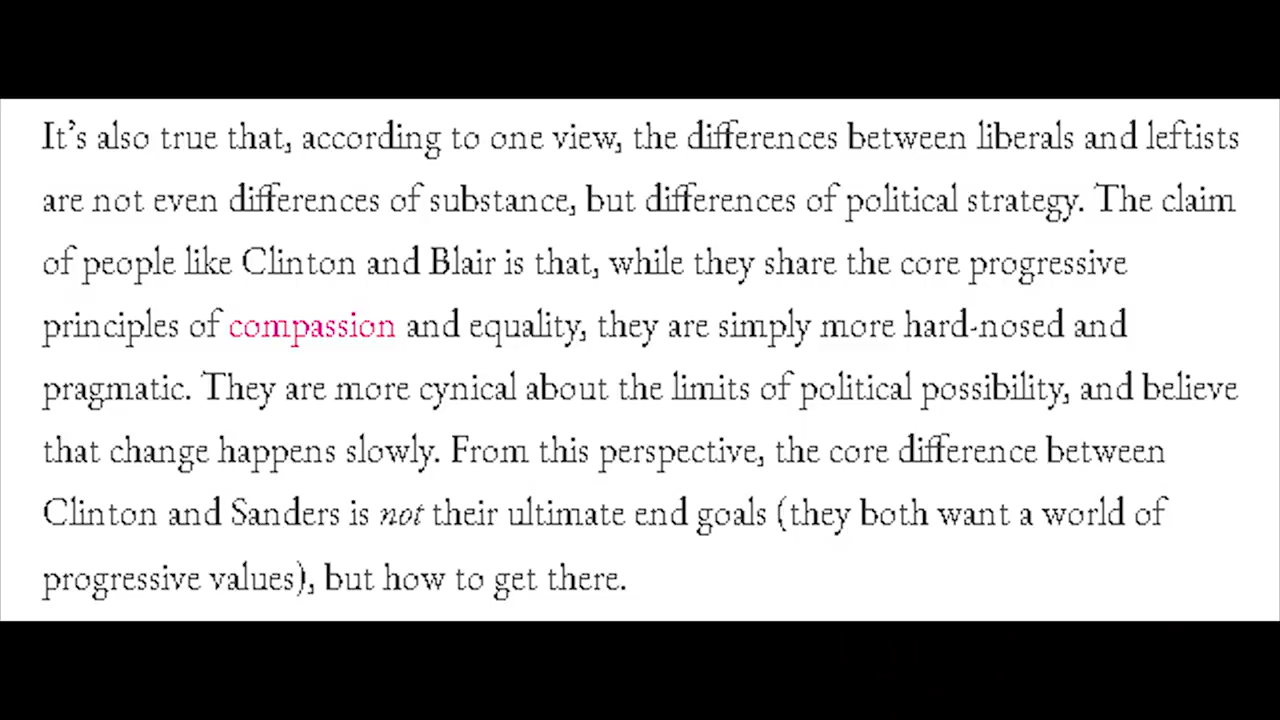 It's also true that, according to one view, the differences between liberals and leftists
are not even differences of substance, but differences of political strategy. The claim
of people like Clinton and Blair is that, while they share the core progressive
principles of compassion and equality, they are simply more hard-nosed and
pragmatic. They are more cynical about the limits of political possibility, and believe
that change happens slowly. From this perspective, the core difference between
Clinton and Sanders is not their ultimate end goals (they both want a world of
progressive values), but how to get there.